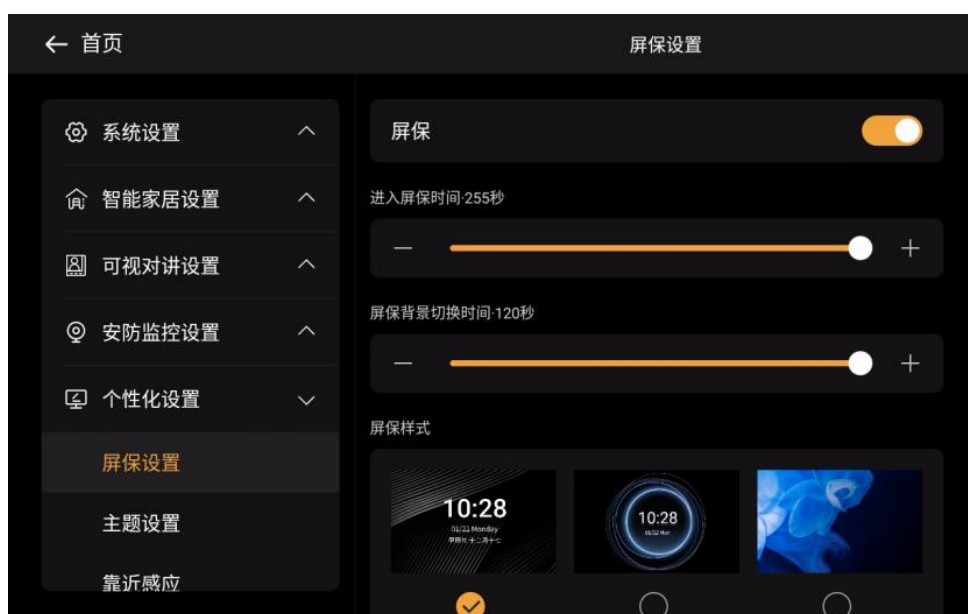 首页
屏保设置
系统设置
智能家居设置
可视对讲设置
安防监控设置
个性化设置
屏保设置
主题设置
靠近感应
屏保
进入屏保时间·255秒
屏保背景切换时间·120秒
屏保样式
10:28
01/22 Monday
10:28